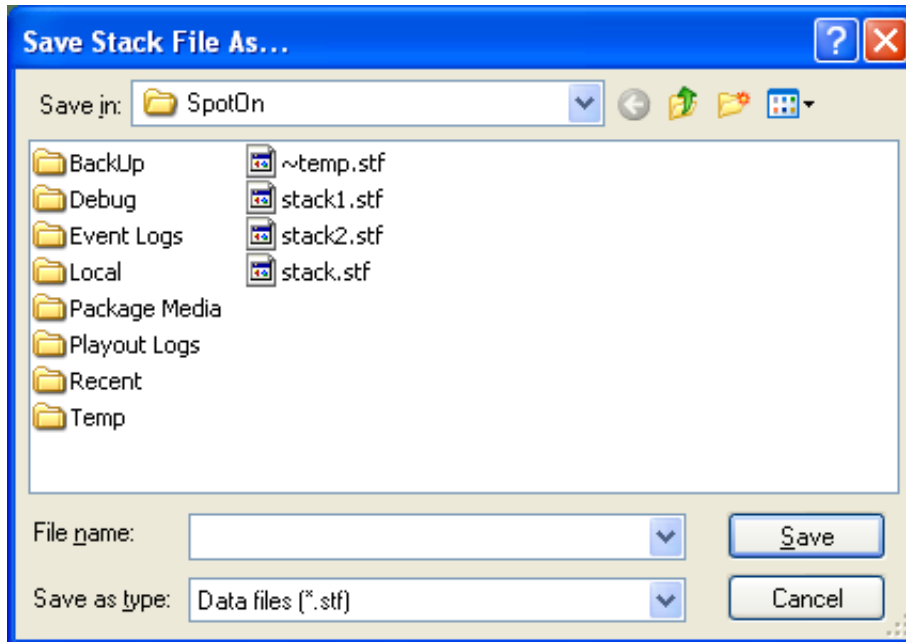 Save Stack File As...
Save in: SpotOn
BackUp
Debug
Event Logs
Local
Package Media
Playout Logs
Recent
Temp
~temp.stf
stack1.stf
stack2.stf
stack.stf
File name:
Save
Save as type: Data files (*.stf)
Cancel